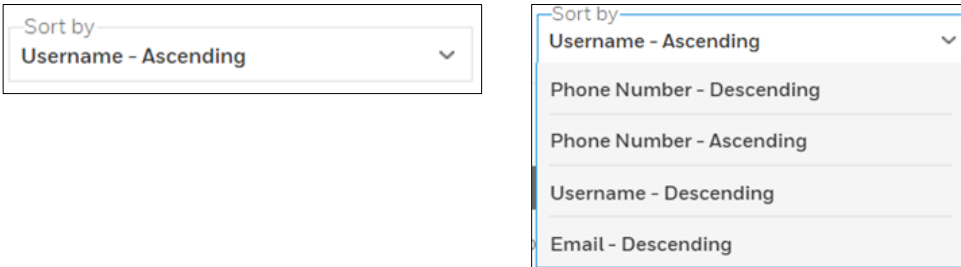 Sort by
Username - Ascending
Sort by
Username - Ascending
Phone Number - Descending
Phone Number - Ascending
Username - Descending
Email - Descending